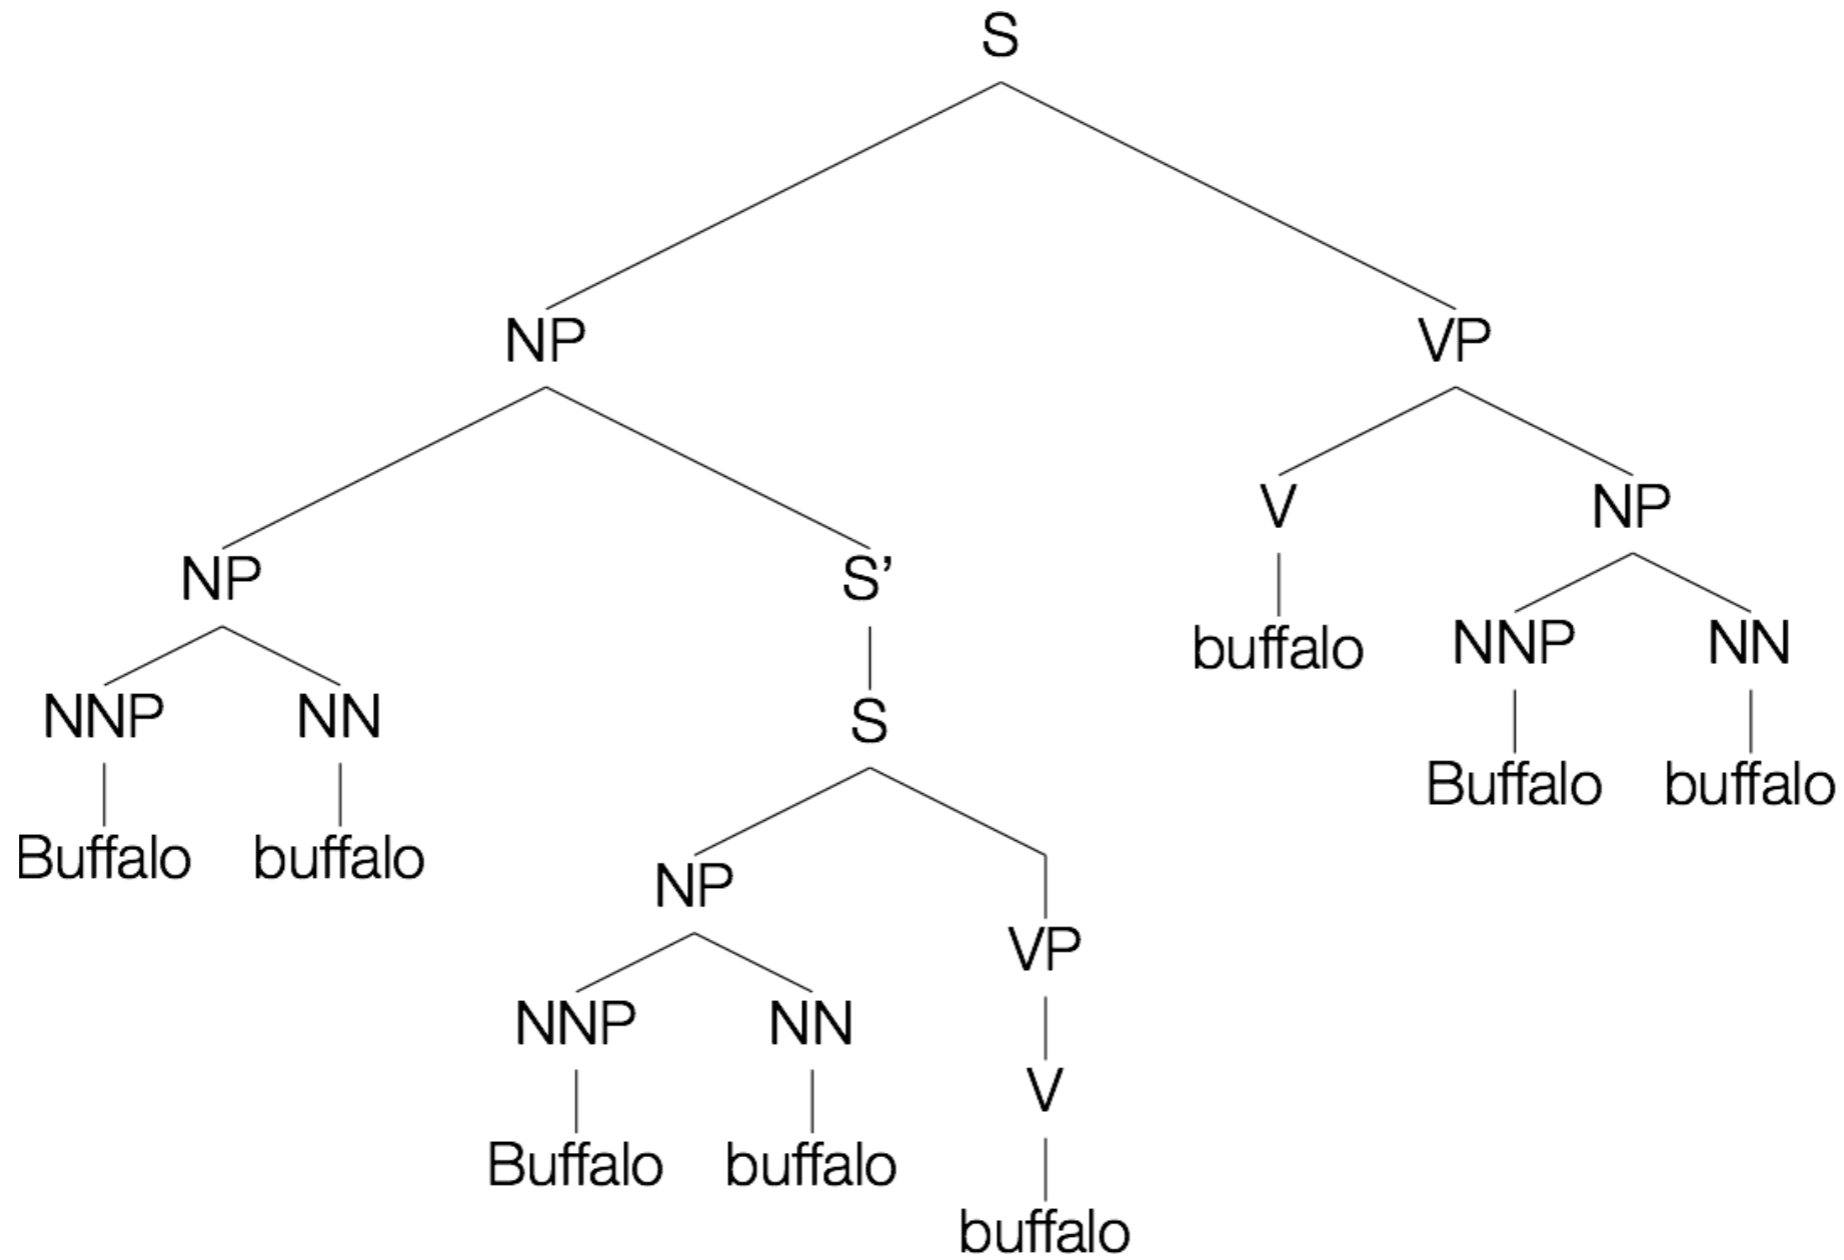 S
NP VP
V NP
NP S’
buffalo NNP NN
NNP NN S
Buffalo buffalo
Buffalo buffalo NP
VP
NNP NN
V
Buffalo buffalo
buffalo